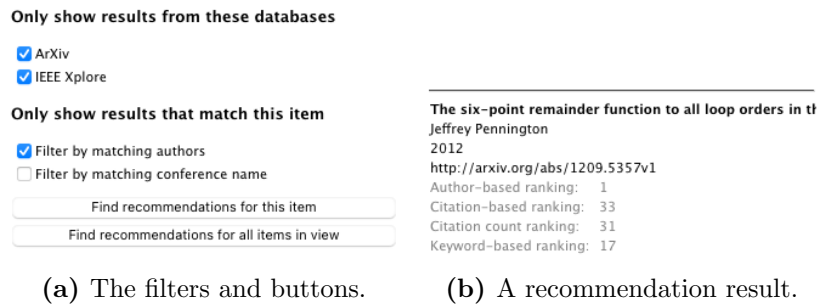 Only show results from these databases
ArXiv
IEEE Xplore
Only show results that match this item
Filter by matching authors
Filter by matching conference name
Find recommendations for this item
Find recommendations for all items in view
(a) The filters and buttons.
The six-point remainder function to all loop orders in
Jeffrey Pennington
2012
http://arxiv.org/abs/1209.5357v1
Author-based ranking: 1
Citation-based ranking: 33
Citation count ranking: 31
Keyword-based ranking: 17
(b) A recommendation result.